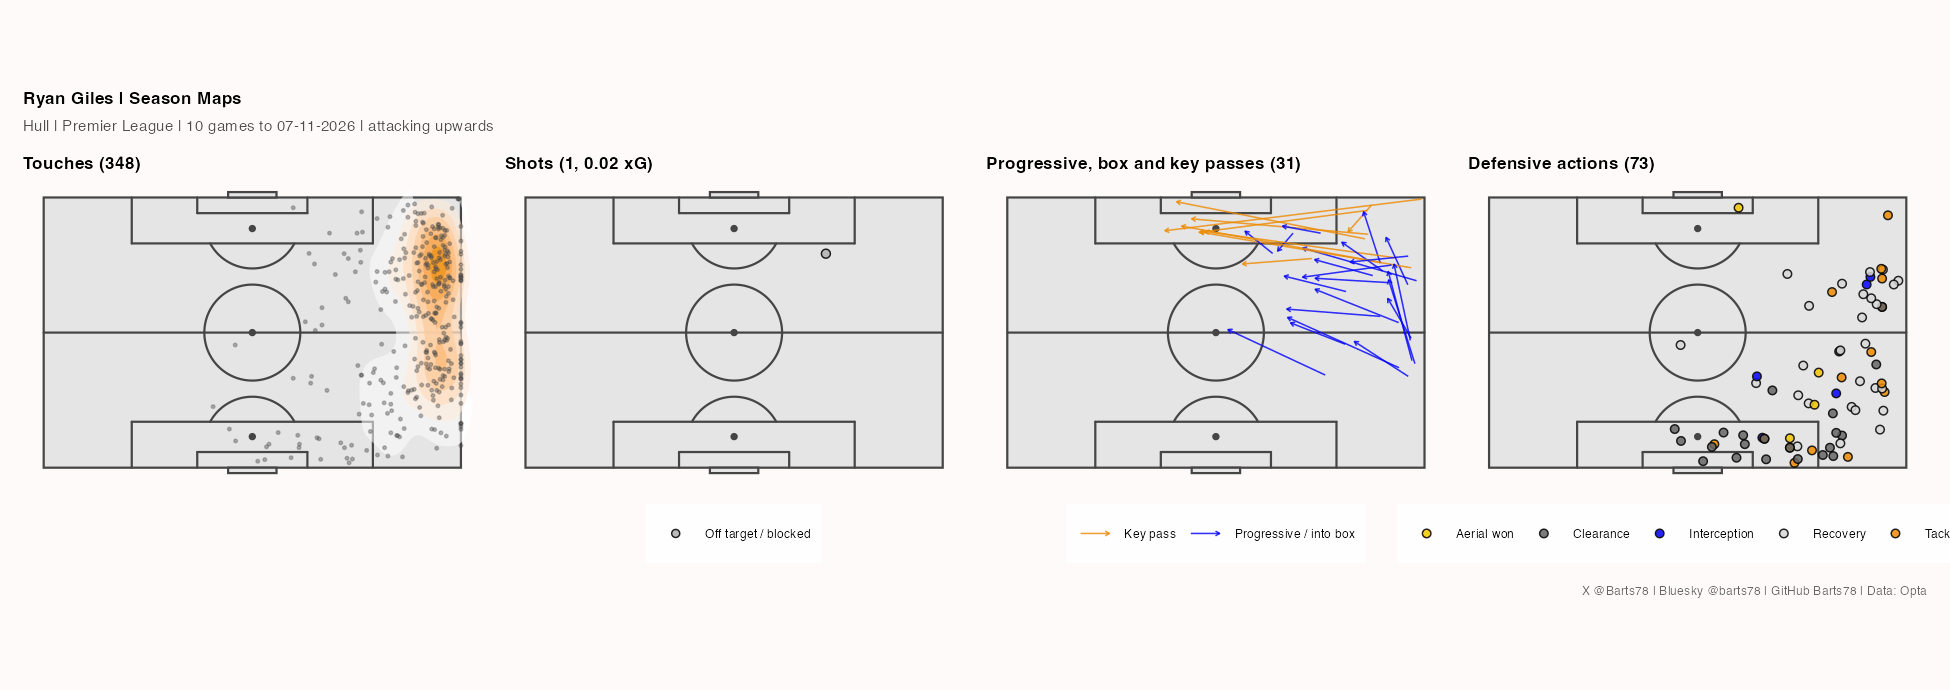 Ryan Giles | Season Maps
Hull | Premier League | 10 games to 07-11-2026 | attacking upwards
Touches (348)
Shots (1, 0.02 xG)
Progressive, box and key passes (31)
Defensive actions (73)
Off target / blocked
Key pass
Progressive / into box
Aerial won
Clearance
Interception
Recovery
Tack
X @Barts78 | Bluesky @barts78 | GitHub Barts78 | Data: Opta